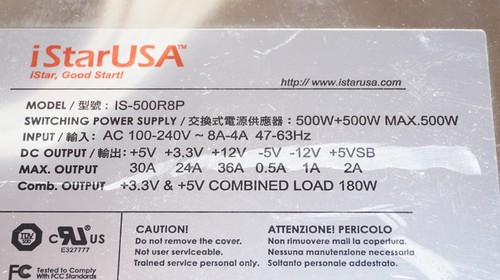 iStarUSA™
iStar, Good Start!
http://www.istarusa.com
MODEL / 型號 : IS-500R8P
SWITCHING POWER SUPPLY / 交換式電源供應器 : 500W+500W MAX.500W
INPUT / 輸入 : AC 100-240V ~ 8A-4A 47-63Hz
DC OUTPUT / 輸出: +5V +3.3V +12V -5V -12V +5VSB
MAX. OUTPUT 30A 24A 36A 0.5A 1A 2A
Comb. OUTPUT +3.3V & +5V COMBINED LOAD 180W
CAUTION!
Do not remove the cover.
Not user serviceable.
Trained service personal only.
ATTENZIONE! PERICOLO
Non rimuovere mai la copertura.
Nessuna manutenzione necessaria
Soltanto personale addestrato.
c RU US
E327777
FC Tested to Comply
With FCC Standards